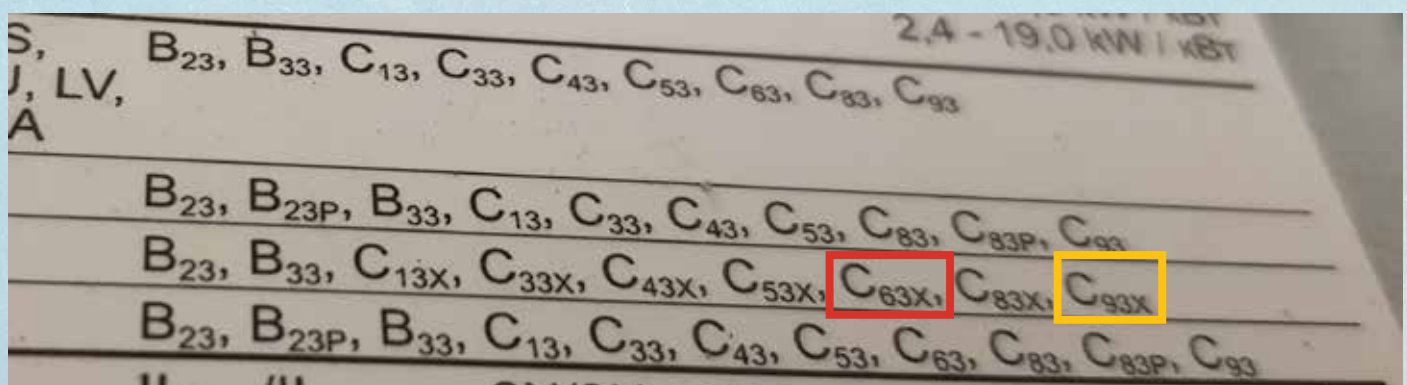 2,4 - 19,0 kW / кВт
S, B23, B33, C13, C33, C43, C53, C63, C83, C93
LV,
A
B23, B23P, B33, C13, C33, C43, C53, C83, C83P, C93
B23, B33, C13X, C33X, C43X, C53X, C63X, C83X, C93X
B23, B23P, B33, C13, C33, C43, C53, C63, C83, C83P, C93